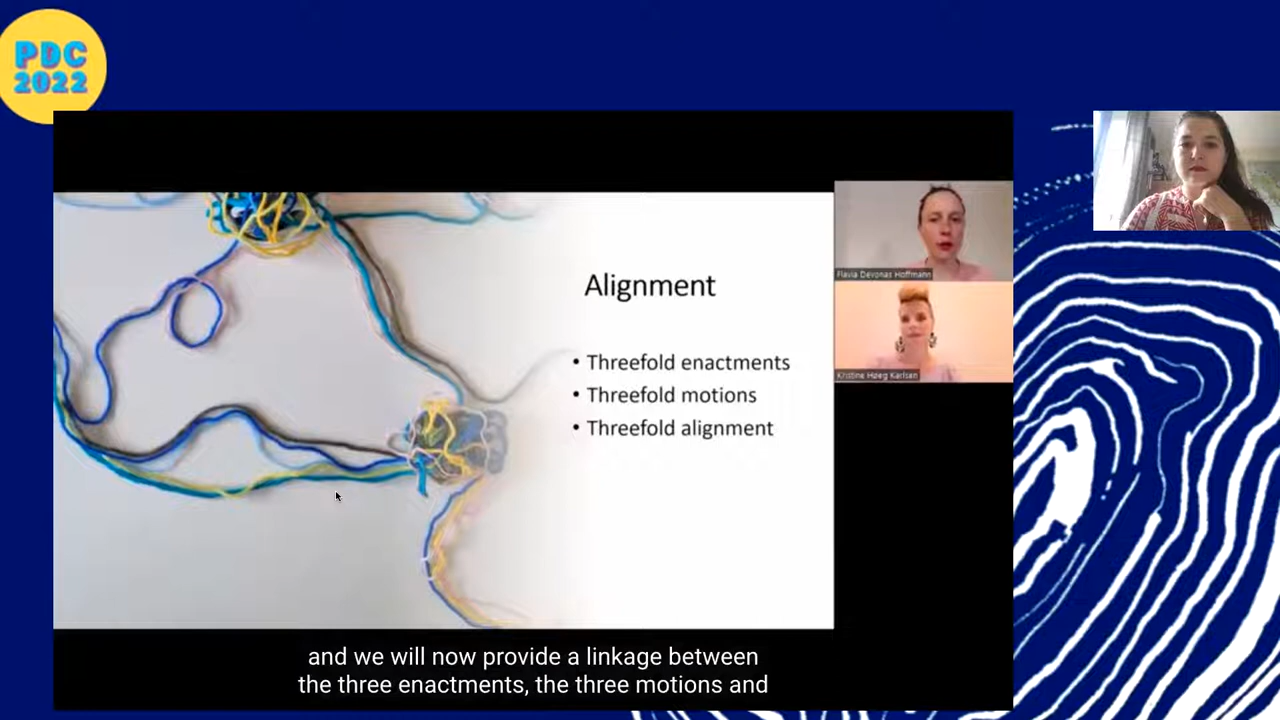 PDC
2022
Alignment
• Threefold enactments
• Threefold motions
• Threefold alignment
Flavia Devonas Hoffmann
Kristine Høeg Karlsen
and we will now provide a linkage between
the three enactments, the three motions and